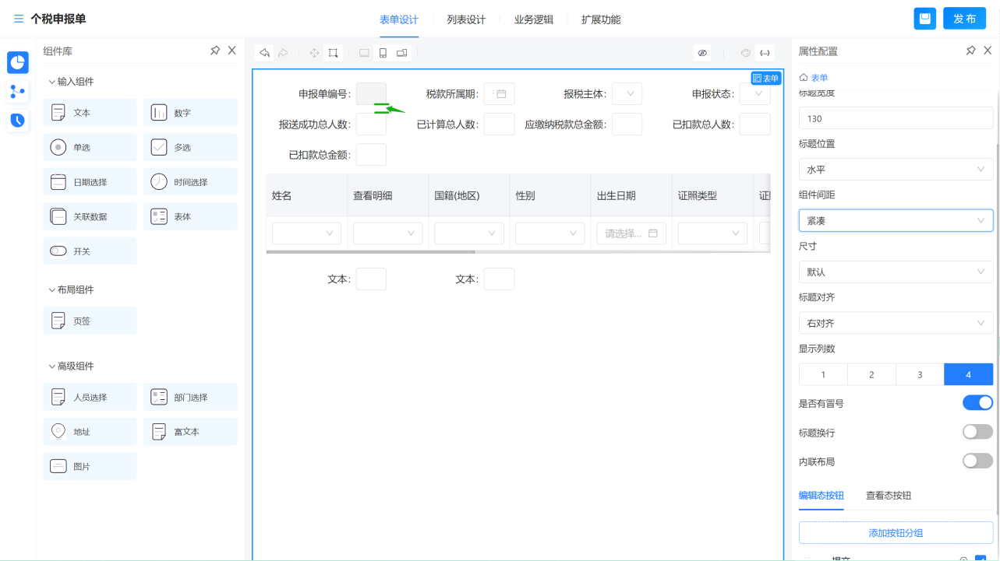 个税申报单
表单设计
列表设计
业务逻辑
扩展功能
发布
组件库
输入组件
文本
数字
单选
多选
日期选择
时间选择
关联数据
表体
开关
布局组件
页签
高级组件
人员选择
部门选择
地址
富文本
图片
表单
申报单编号:
税款所属期:
报税主体:
申报状态:
报送成功总人数:
已计算总人数:
应缴纳税款总金额:
已扣款总人数:
已扣款总金额:
姓名
查看明细
国籍(地区)
性别
出生日期
证照类型
请选择...
文本:
文本:
属性配置
表单
标题宽度
130
标题位置
水平
组件间距
紧凑
尺寸
默认
标题对齐
右对齐
显示列数
1
2
3
4
是否有冒号
标题换行
内联布局
编辑态按钮
查看态按钮
添加按钮分组
提交